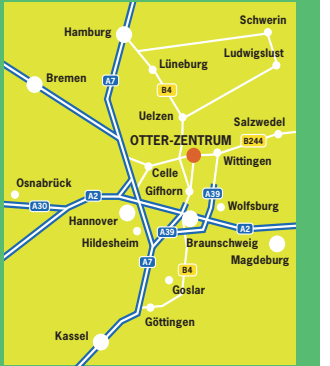 Schwerin
Hamburg
Ludwigslust
Lüneburg
Bremen
A7
B4
Uelzen
Salzwedel
OTTER-ZENTRUM
B244
Wittingen
Celle
Osnabrück
Gifhorn
A2
A39
A30
Wolfsburg
Hannover
A2
A39
Hildesheim
Braunschweig
Magdeburg
A7
B4
Goslar
Göttingen
Kassel